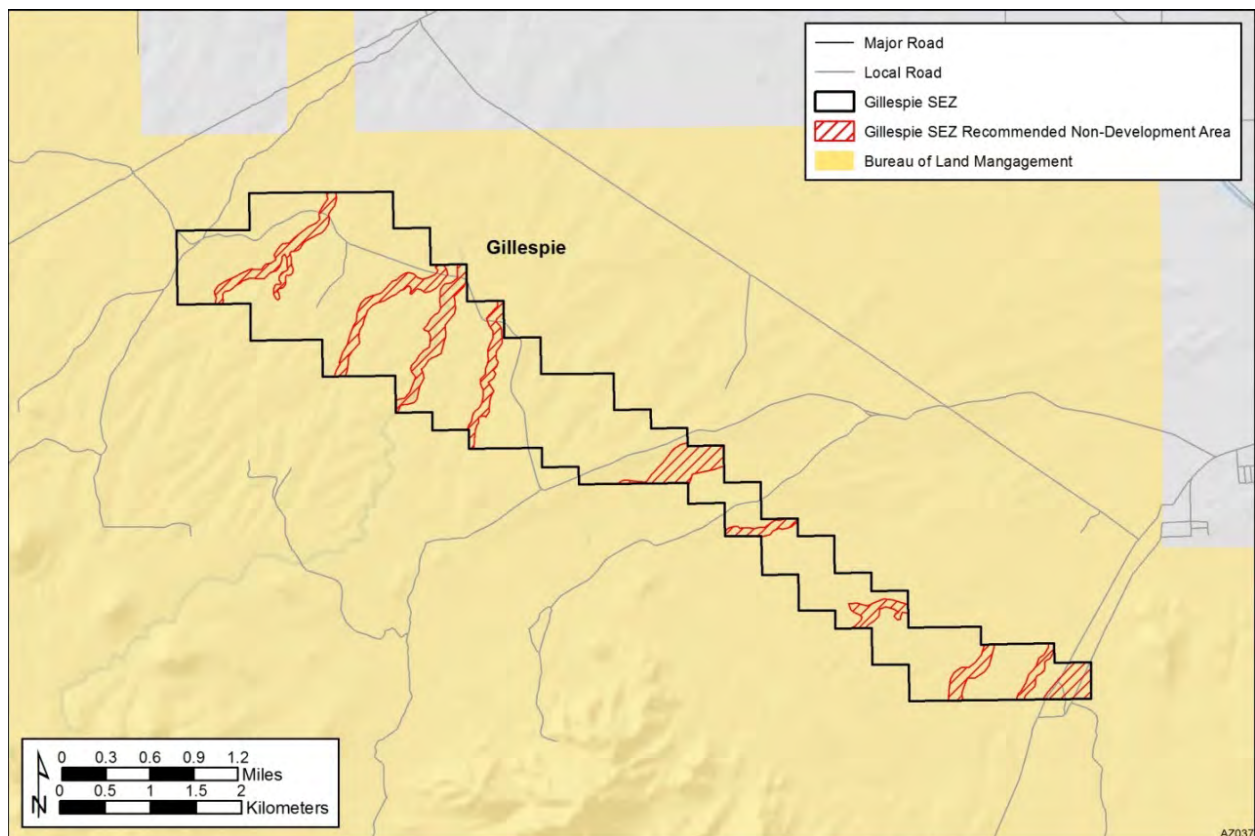 Major Road
Local Road
Gillespie SEZ
Gillespie SEZ Recommended Non-Development Area
Bureau of Land Mangagement
Gillespie
0 0.3 0.6 0.9 1.2
Miles
0 0.5 1 1.5 2
Kilometers
N
AZ037